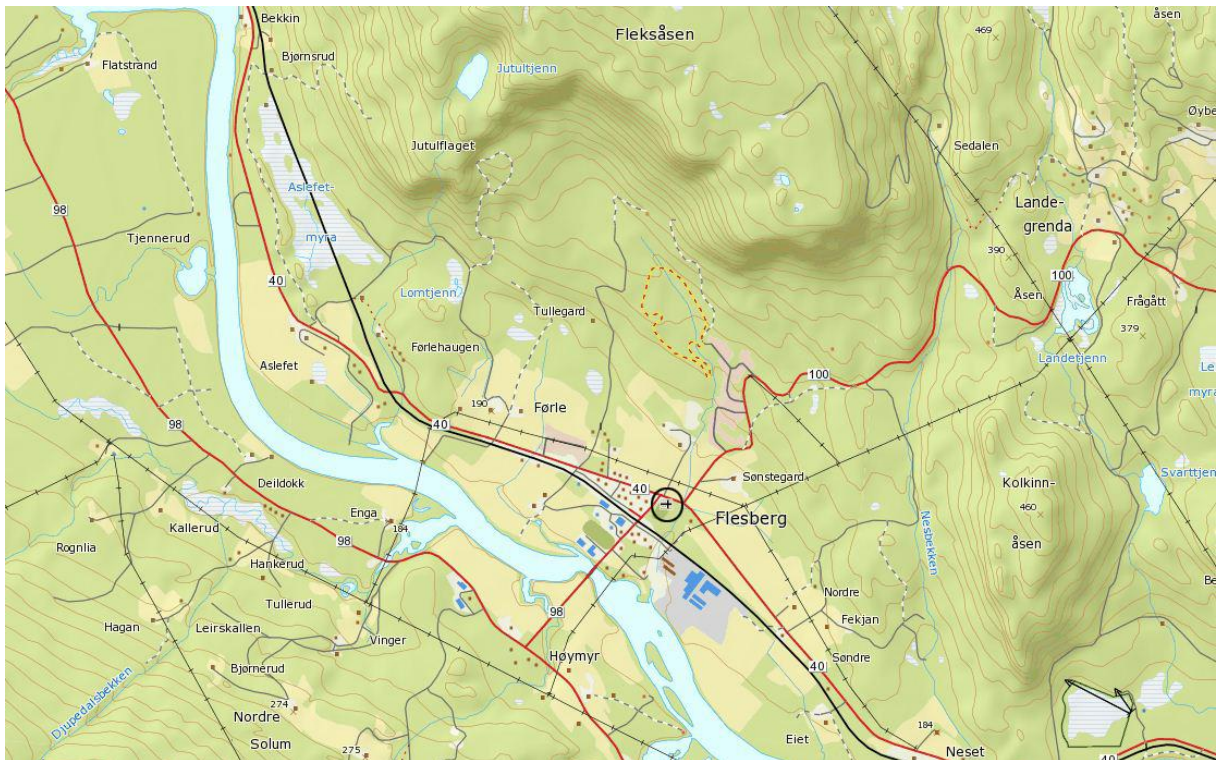 Bekkin
Fleksåsen
469
åsen
Bjørnsrud
Flatstrand
Jutultjenn
Øybe
Jutulflaget
Sedalen
Aslefet-
myra
98
Lande-
grenda
Tjennerud
390
40
Lomtjenn
100
Åsen
Frågått
Tullegard
379
Førlehaugen
Landetjenn
Aslefet
Le
100
myra
190
Førle
98
40
Svarttjenn
Sønstegard
Deildokk
40
Kolkinn-
Enga
460
Flesberg
184
Kallerud
åsen
Rognlia
98
Nesbekken
Hankerud
Be
Nordre
Tullerud
98
Fekjan
Hagan
Leirskallen
Vinger
Høymyr
Søndre
Bjørnerud
40
Djupedalsbekken
274
Nordre
184
Solum
275
Eiet
Neset
40